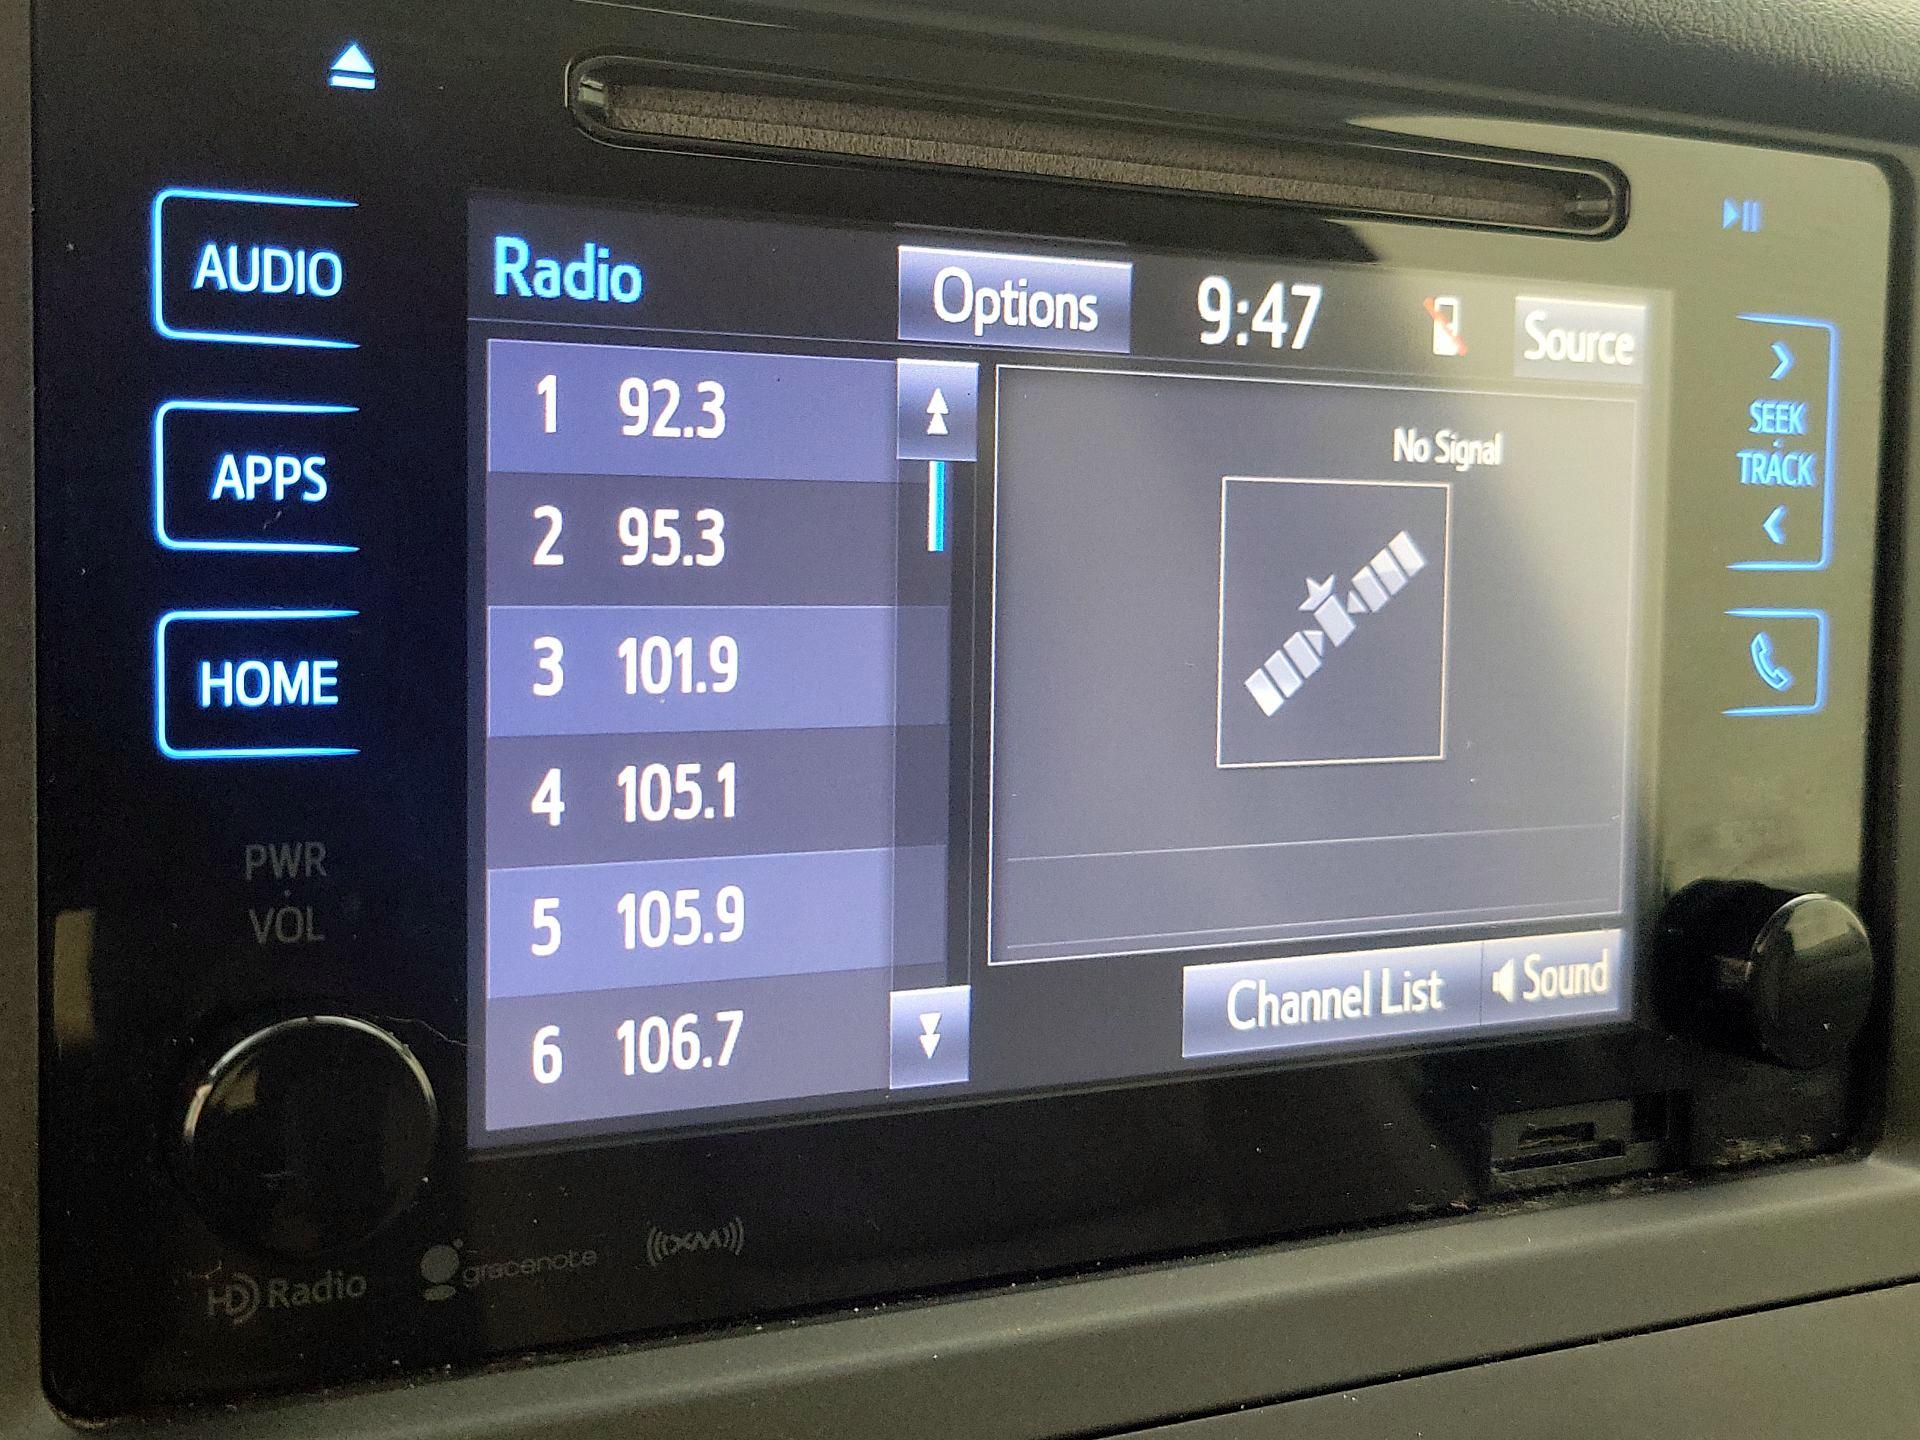 AUDIO
APPS
HOME
PWR
VOL
Radio
Options
9:47
Source
1 92.3
2 95.3
3 101.9
4 105.1
5 105.9
6 106.7
No Signal
Channel List
Sound
SEEK
TRACK
HD Radio
gracenote
((XM))